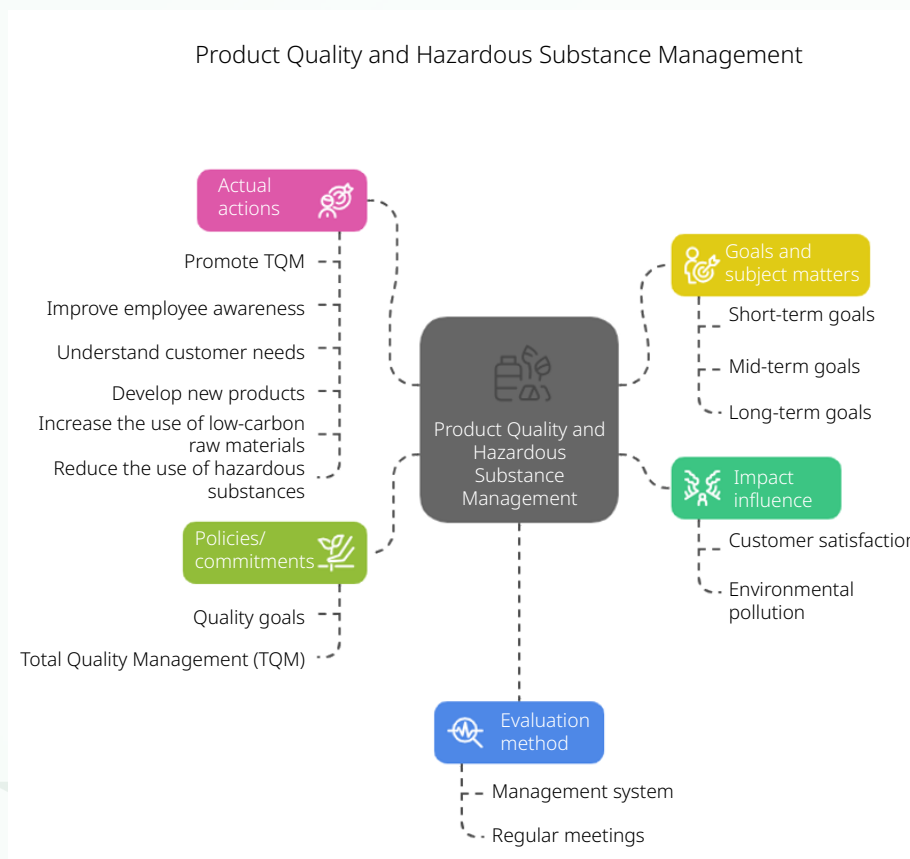 Product Quality and Hazardous Substance Management
Actual
actions
Promote TQM
Improve employee awareness
Understand customer needs
Develop new products
Increase the use of low-carbon
raw materials
Reduce the use of hazardous
substances
Policies/
commitments
Quality goals
Total Quality Management (TQM)
Product Quality and
Hazardous
Substance
Management
Goals and
subject matters
Short-term goals
Mid-term goals
Long-term goals
Impact
influence
Customer satisfaction
Environmental
pollution
Evaluation
method
Management system
Regular meetings